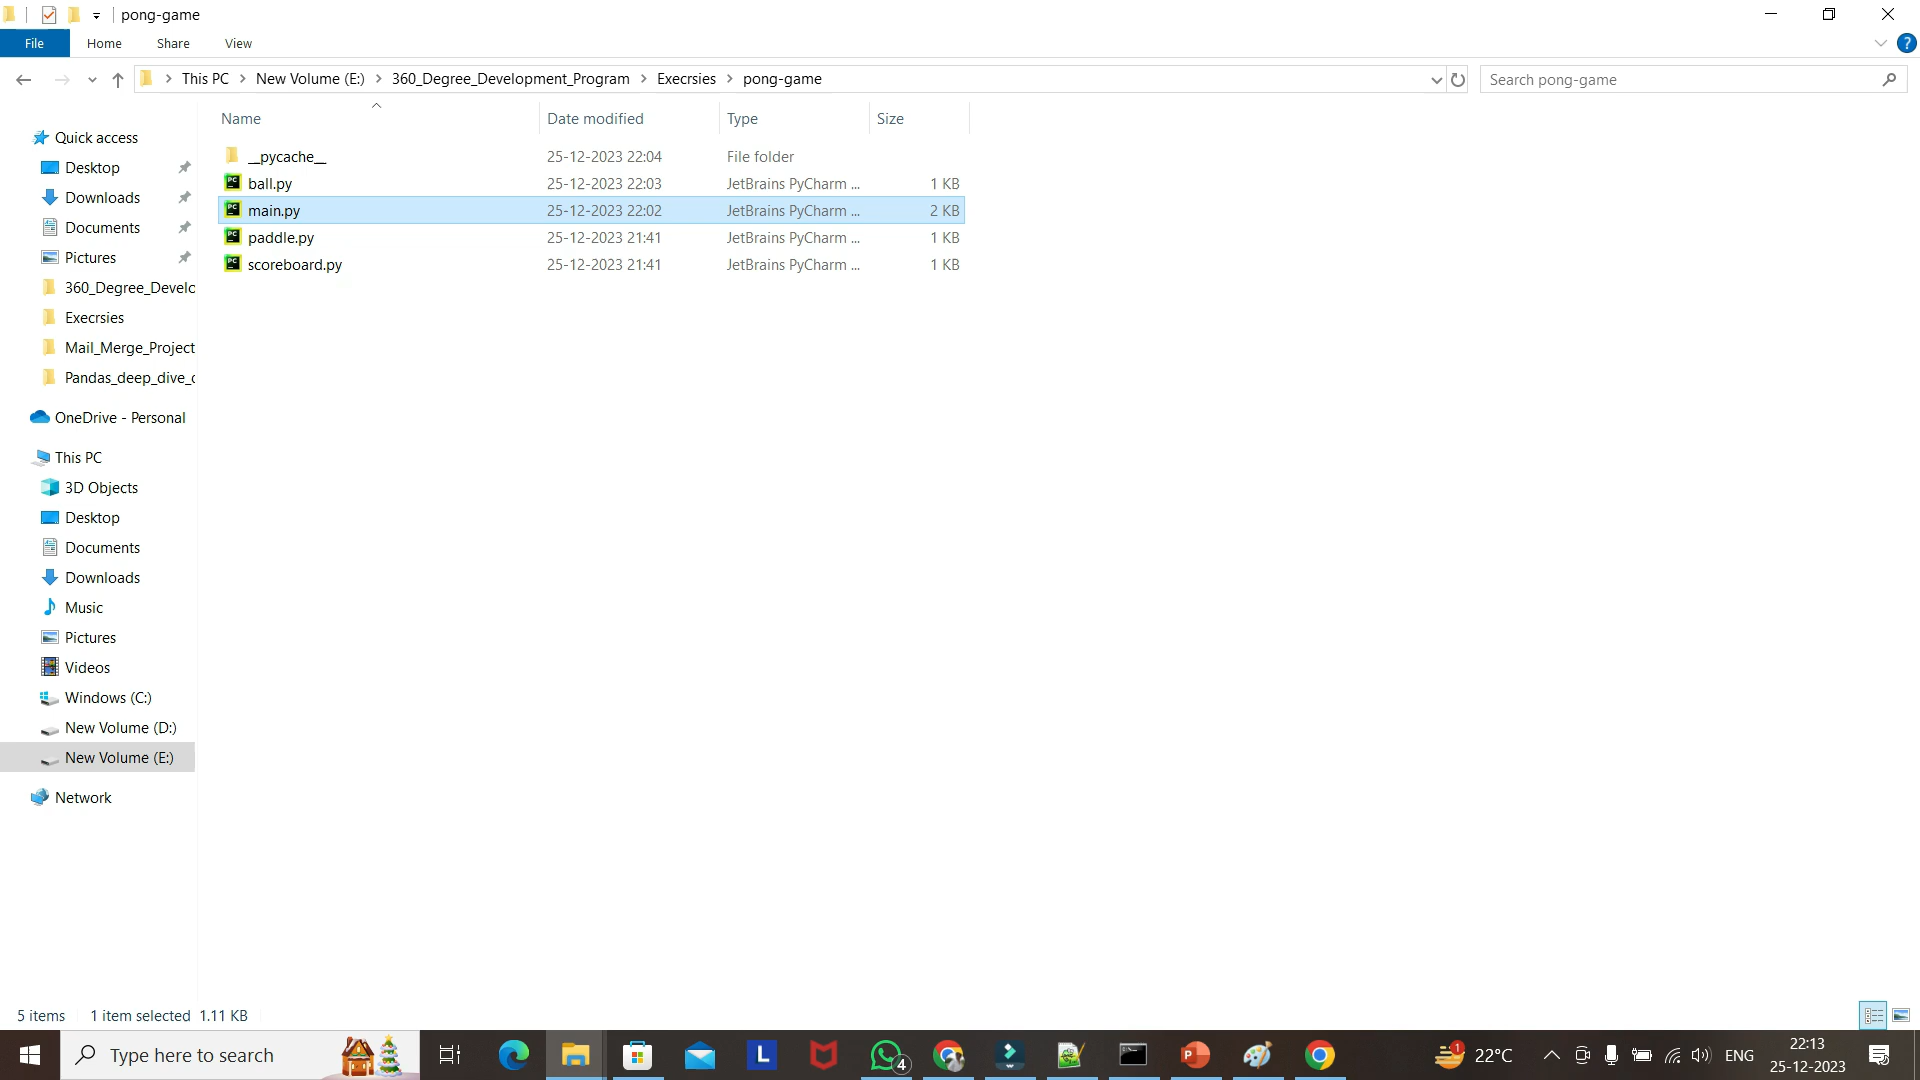 pong-game
File Home Share View
This PC New Volume (E:) 360_Degree_Development_Program Execrsies pong-game
Search pong-game
Name Date modified Type Size
__pycache__ 25-12-2023 22:04 File folder
ball.py 25-12-2023 22:03 JetBrains PyCharm ... 1 KB
main.py 25-12-2023 22:02 JetBrains PyCharm ... 2 KB
paddle.py 25-12-2023 21:41 JetBrains PyCharm ... 1 KB
scoreboard.py 25-12-2023 21:41 JetBrains PyCharm ... 1 KB
Quick access
Desktop
Downloads
Documents
Pictures
360_Degree_Develo
Execrsies
Mail_Merge_Project
Pandas_deep_dive_
OneDrive - Personal
This PC
3D Objects
Desktop
Documents
Downloads
Music
Pictures
Videos
Windows (C:)
New Volume (D:)
New Volume (E:)
Network
5 items 1 item selected 1.11 KB
Type here to search
L
4
P
1
22°C
ENG
22:13
25-12-2023